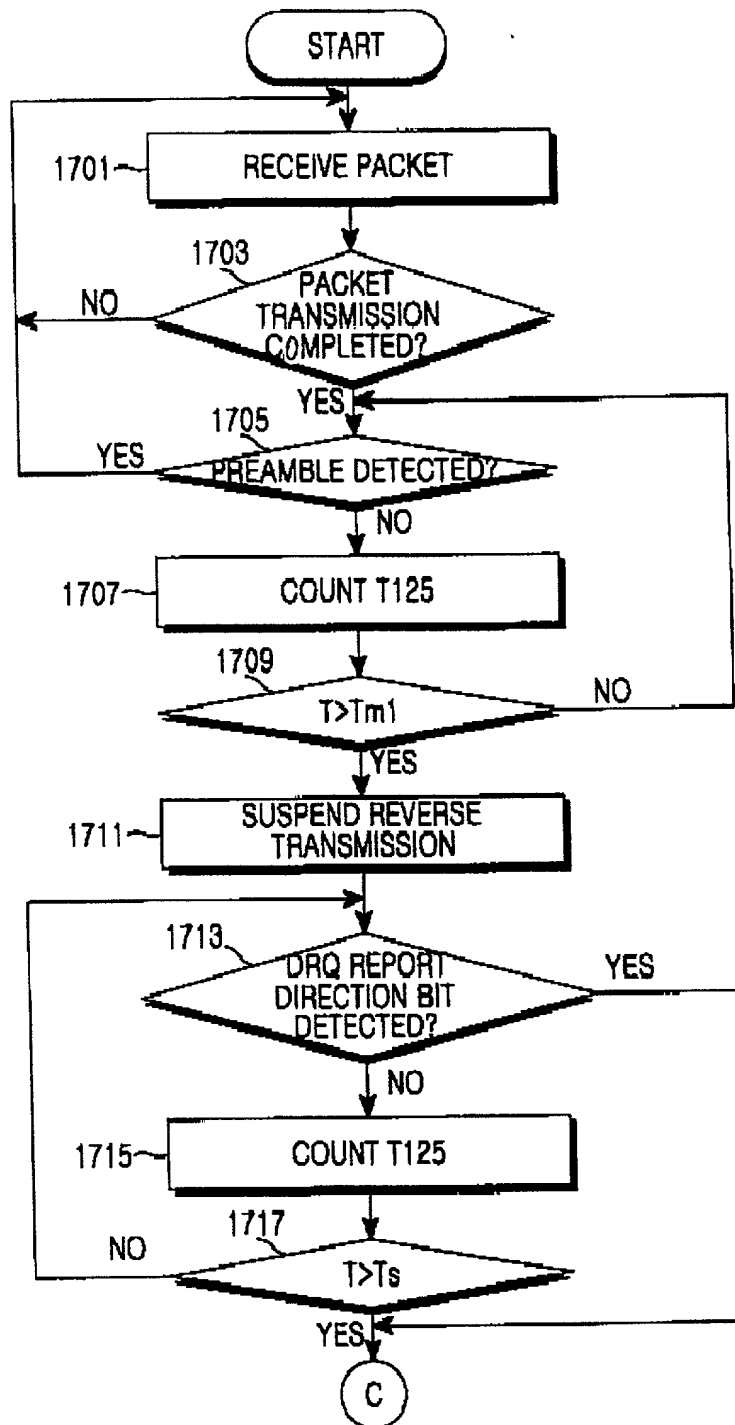 START
1701
RECEIVE PACKET
1703
PACKET
TRANSMISSION
COMPLETED?
NO
YES
1705
YES
PREAMBLE DETECTED?
NO
1707
COUNT T125
1709
T>Tm1
NO
YES
1711
SUSPEND REVERSE
TRANSMISSION
1713
DRQ REPORT
DIRECTION BIT
DETECTED?
YES
NO
1715
COUNT T125
1717
NO
T>Ts
YES
C